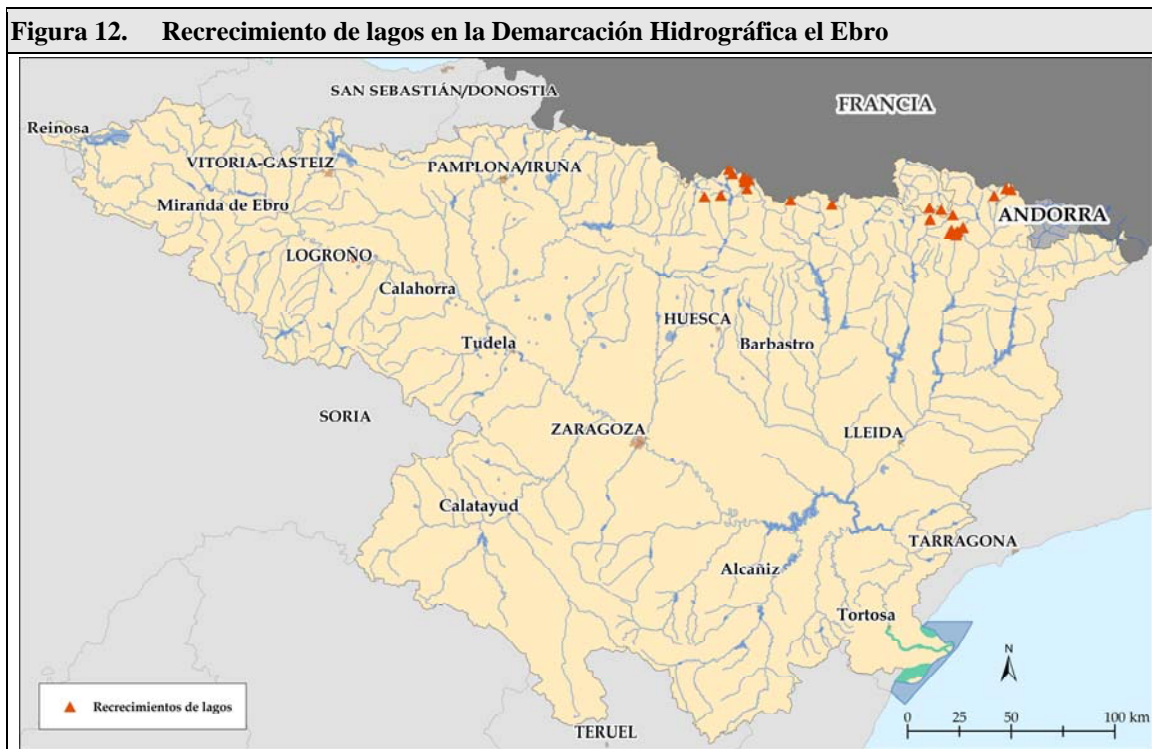 Figura 12. Recrecimiento de lagos en la Demarcación Hidrográfica el Ebro
SAN SEBASTIÁN/DONOSTIA
FRANCIA
Reinosa
VITORIA-GASTEIZ
PAMPLONA/IRUÑA
Miranda de Ebro
ANDORRA
LOGROÑO
Calahorra
HUESCA
Tudela
Barbastro
SORIA
ZARAGOZA
LLEIDA
Calatayud
TARRAGONA
Alcañiz
Tortosa
N
Recrecimientos de lagos
0 25 50 100 km
TERUEL